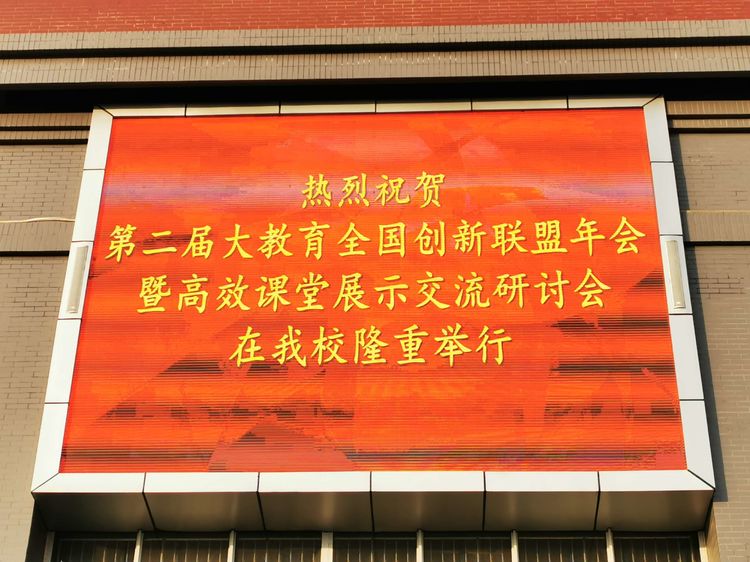 热烈祝贺
第二届大教育全国创新联盟年会
暨高效课堂展示交流研讨会
在我校隆重举行